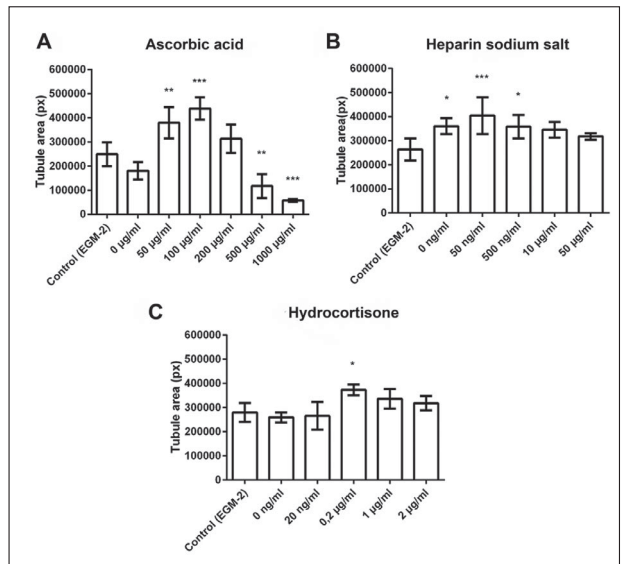 A
Ascorbic acid
Tubule area (px)
600000
500000
400000
300000
200000
100000
0
** *** ** ***
Control (EGM-2)
0 µg/ml
50 µg/ml
100 µg/ml
200 µg/ml
500 µg/ml
1000 µg/ml
B
Heparin sodium salt
Tubule area(px)
600000
500000
400000
300000
200000
100000
0
* *** *
Control (EGM-2)
0 ng/ml
50 ng/ml
500 ng/ml
10 µg/ml
50 µg/ml
C
Hydrocortisone
Tubule area (px)
600000
500000
400000
300000
200000
100000
0
*
Control (EGM-2)
0 ng/ml
20 ng/ml
0,2 µg/ml
1 µg/ml
2 µg/ml